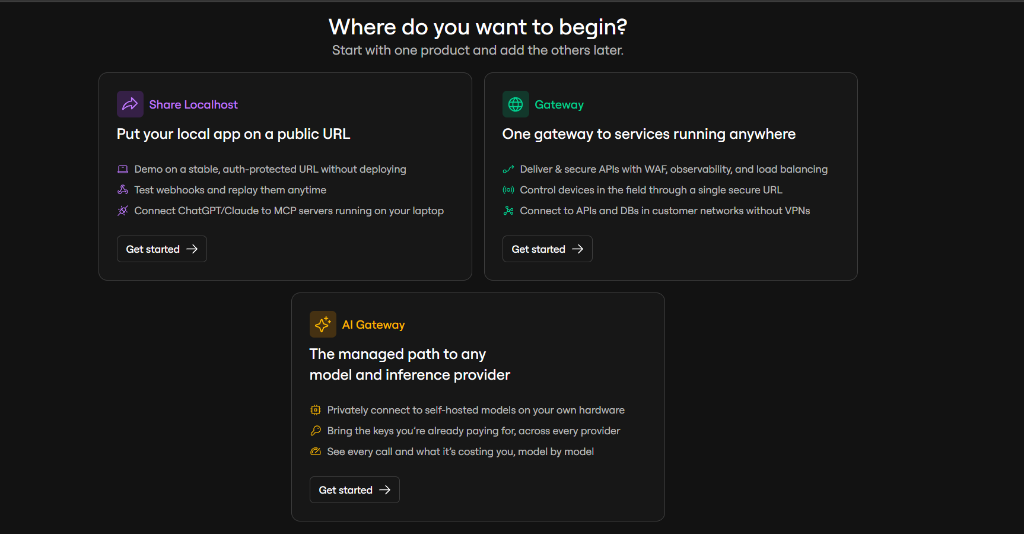 Where do you want to begin?
Start with one product and add the others later.
Share Localhost
Put your local app on a public URL
Demo on a stable, auth-protected URL without deploying
Test webhooks and replay them anytime
Connect ChatGPT/Claude to MCP servers running on your laptop
Get started
Gateway
One gateway to services running anywhere
Deliver & secure APIs with WAF, observability, and load balancing
Control devices in the field through a single secure URL
Connect to APIs and DBs in customer networks without VPNs
Get started
AI Gateway
The managed path to any
model and inference provider
Privately connect to self-hosted models on your own hardware
Bring the keys you're already paying for, across every provider
See every call and what it's costing you, model by model
Get started